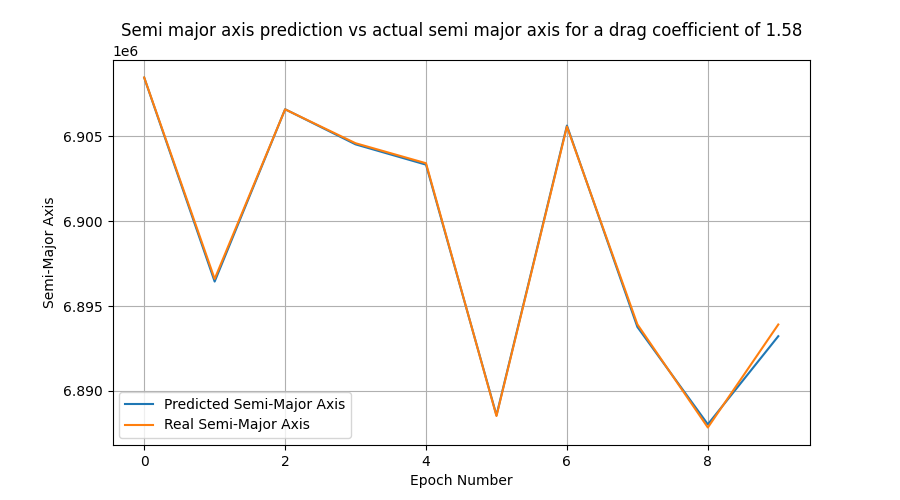 Semi major axis prediction vs actual semi major axis for a drag coefficient of 1.58
1e6
6.905
6.900
6.895
6.890
Semi-Major Axis
Predicted Semi-Major Axis
Real Semi-Major Axis
0 2 4 6 8
Epoch Number